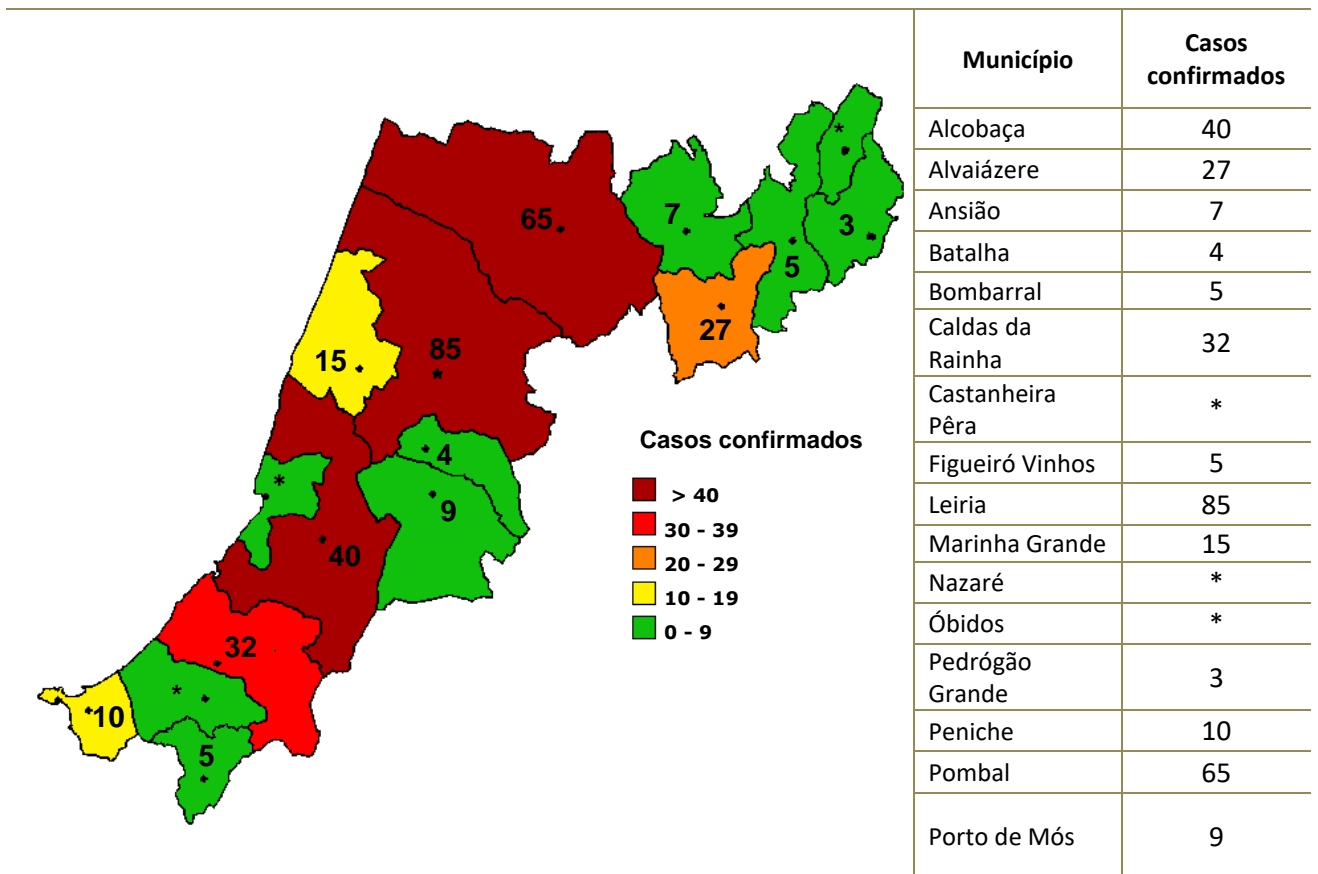 65
7
*
3
5
27
15
85
4
*
9
40
32
*
10
5
Casos confirmados
> 40
30 - 39
20 - 29
10 - 19
0 - 9
Município Casos
confirmados
Alcobaça 40
Alvaiázere 27
Ansião 7
Batalha 4
Bombarral 5
Caldas da
Rainha 32
Castanheira
Pêra *
Figueiró Vinhos 5
Leiria 85
Marinha Grande 15
Nazaré *
Óbidos *
Pedrógão
Grande 3
Peniche 10
Pombal 65
Porto de Mós 9